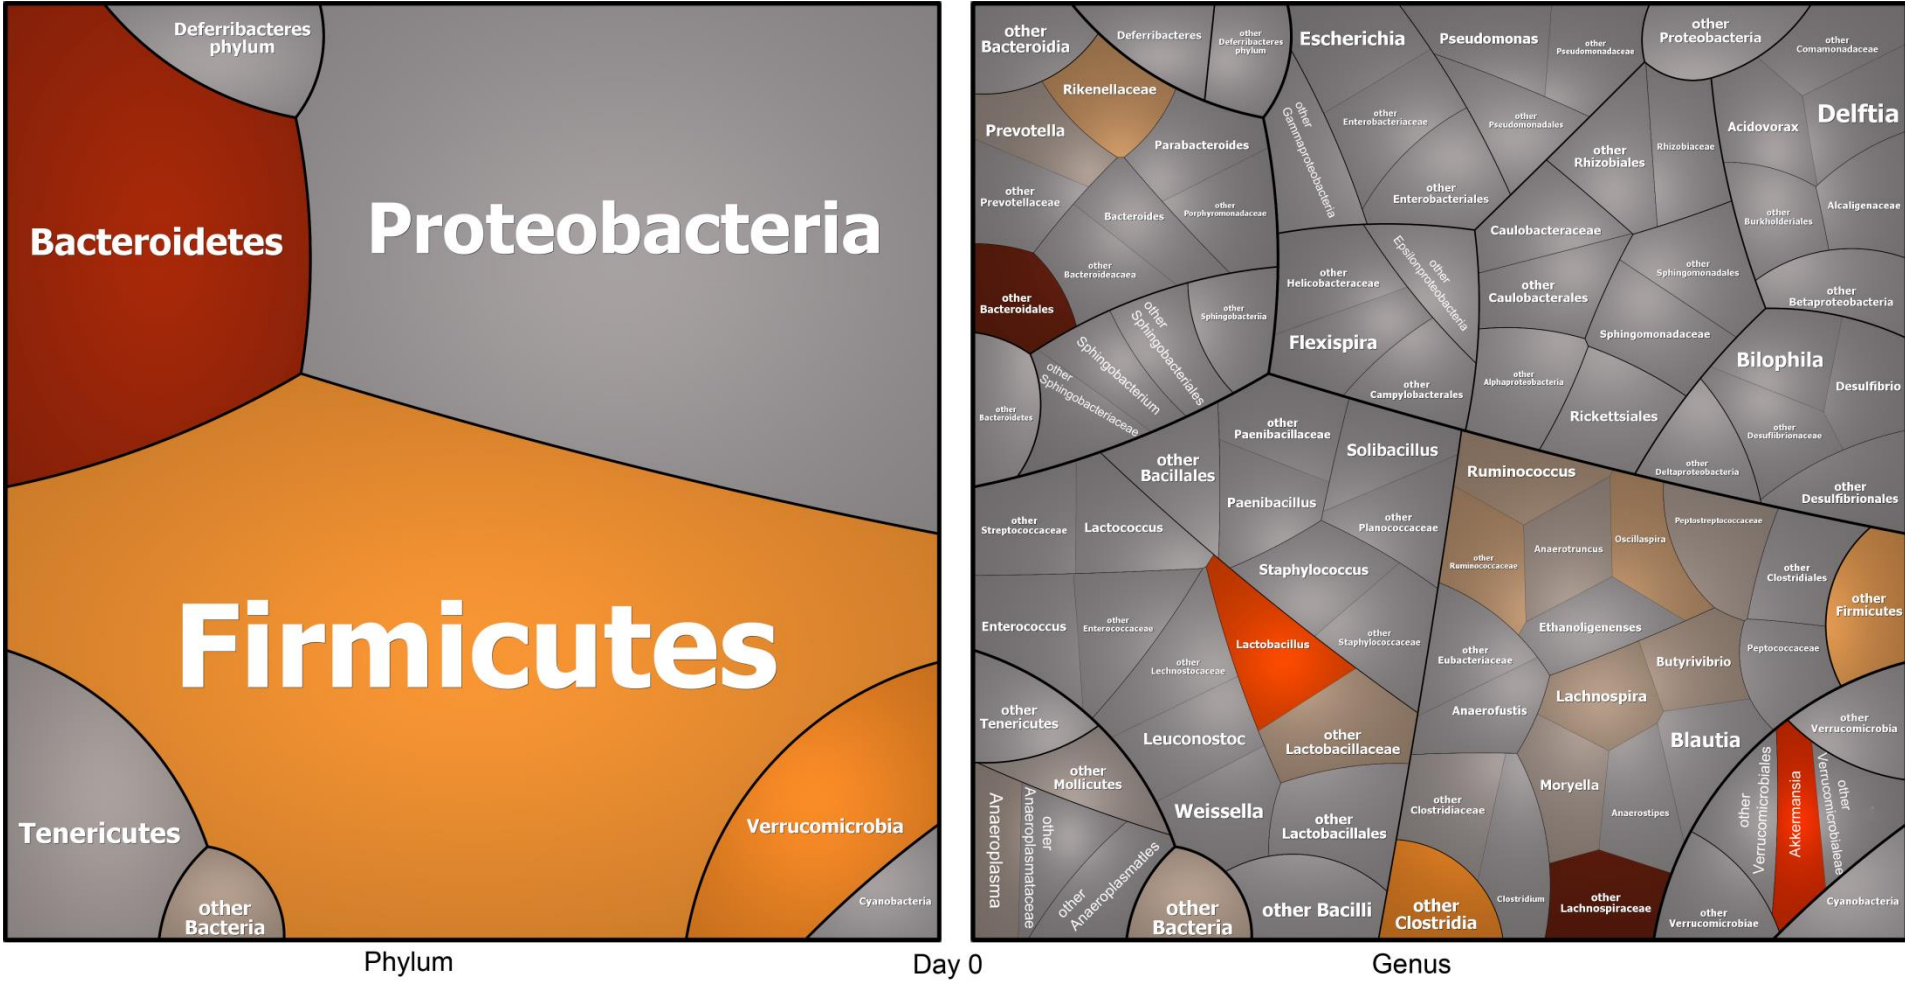 Deferribacteres
phylum
Bacteroidetes
Proteobacteria
Firmicutes
Tenericutes
Verrucomicrobia
Cyanobacteria
other
Bacteria
Phylum
Day 0
other
Bacteroidia
Deferribacteres
other
Deferribacteres
phylum
Escherichia
Pseudomonas
other
Pseudomonadaceae
other
Proteobacteria
other
Comamonadaceae
Rikenellaceae
Prevotella
Parabacteroides
other
Gammaproteobacteria
other
Enterobacteriaceae
other
Pseudomonadales
other
Rhizobiales
Rhizobiaceae
Acidovorax
Delftia
other
Prevotellaceae
Bacteroides
other
Porphyromonadaceae
other
Enterobacteriales
other
Burkholderiales
Alcaligenaceae
other
Bacteroideacaea
other
Bacteroidales
other
Helicobacteraceae
other
Epsilonproteobacteria
Caulobacteraceae
other
Caulobacterales
other
Sphingomonadales
other
Betaproteobacteria
other
Sphingobacteriia
other
Sphingobacteriales
Sphingobacterium
other
Sphingobacteriaceae
other
Bacteroidetes
Flexispira
other
Campylobacterales
Sphingomonadaceae
other
Alphaproteobacteria
Rickettsiales
Bilophila
Desulfibrio
other
Desulfibrionaceae
other
Deltaproteobacteria
other
Desulfibrionales
other
Bacillales
other
Paenibacillaceae
Solibacillus
Paenibacillus
other
Planococcaceae
other
Streptococcaceae
Lactococcus
Staphylococcus
other
Staphylococcaceae
Enterococcus
other
Enterococcaceae
other
Lechnostocaceae
Lactobacillus
other
Lactobacillaceae
Leuconostoc
Weissella
other
Lactobacillales
other Bacilli
Ruminococcus
other
Ruminococcaceae
Anaerotruncus
Oscillaspira
Peptostreptococcaceae
other
Clostridiales
other
Firmicutes
Ethanoligenenses
other
Eubacteriaceae
Anaerofustis
Butyrivibrio
Peptococcaceae
Lachnospira
Blautia
Moryella
Anaerostipes
other
Clostridiaceae
Clostridium
other
Clostridia
other
Lachnospiraceae
other
Tenericutes
other
Mollicutes
Anaeroplasma
other
Anaeroplasmataceae
other
Anaeroplasmatles
other
Bacteria
other
Verrucomicrobia
other
Verrucomicrobiales
Akkermansia
other
Verrucomicrobialeae
other
Verrucomicrobiae
Cyanobacteria
Genus